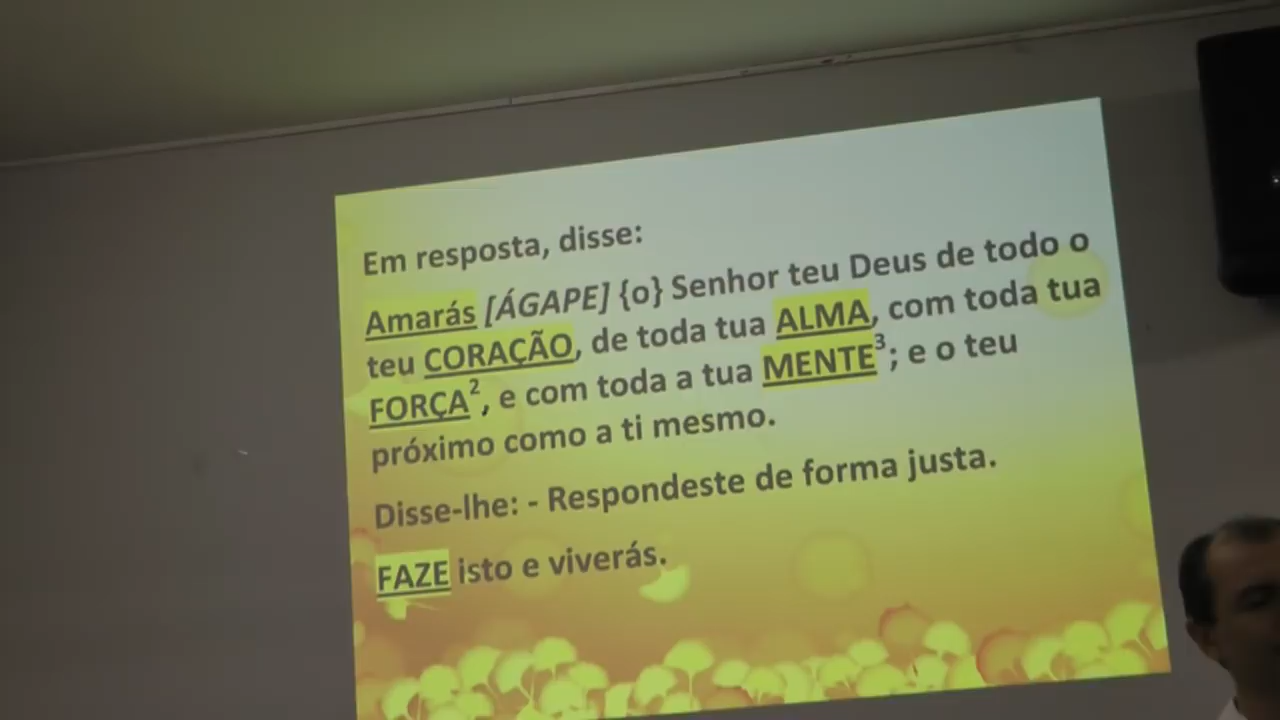 Em resposta, disse:
Amarás [ÁGAPE] {o} Senhor teu Deus de todo o
teu CORAÇÃO, de toda tua ALMA, com toda tua
FORÇA², e com toda a tua MENTE³; e o teu
próximo como a ti mesmo.
Disse-lhe: - Respondeste de forma justa.
FAZE isto e viverás.